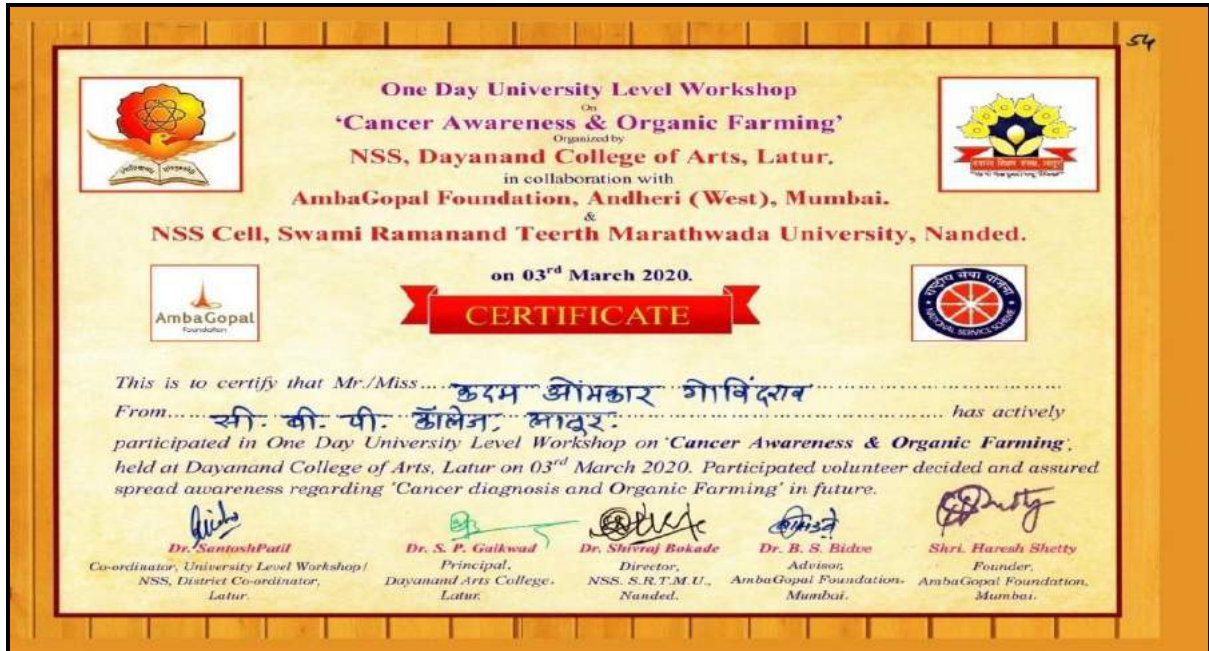 54
One Day University Level Workshop
On
'Cancer Awareness & Organic Farming'
Organized by
NSS, Dayanand College of Arts, Latur.
in collaboration with
AmbaGopal Foundation, Andheri (West), Mumbai.
&
NSS Cell, Swami Ramanand Teerth Marathwada University, Nanded.
on 03rd March 2020.
AmbaGopal
Foundation
CERTIFICATE
राष्ट्रीय सेवा योजना
NATIONAL SERVICE SCHEME
This is to certify that Mr./Miss.... कदम ओमकार गोविंदराव
From.... सी. बी. पी. कॉलेज, लातूर. has actively
participated in One Day University Level Workshop on 'Cancer Awareness & Organic Farming',
held at Dayanand College of Arts, Latur on 03rd March 2020. Participated volunteer decided and assured
spread awareness regarding 'Cancer diagnosis and Organic Farming' in future.
Dr. SantoshPatil
Co-ordinator, University Level Workshop/
NSS, District Co-ordinator,
Latur.
Dr. S. P. Gaikwad
Principal,
Dayanand Arts College,
Latur.
Dr. Shivraj Bokade
Director,
NSS. S.R.T.M.U.,
Nanded.
Dr. B. S. Bidve
Advisor,
AmbaGopal Foundation.
Mumbai.
Shri. Haresh Shetty
Founder,
AmbaGopal Foundation,
Mumbai.